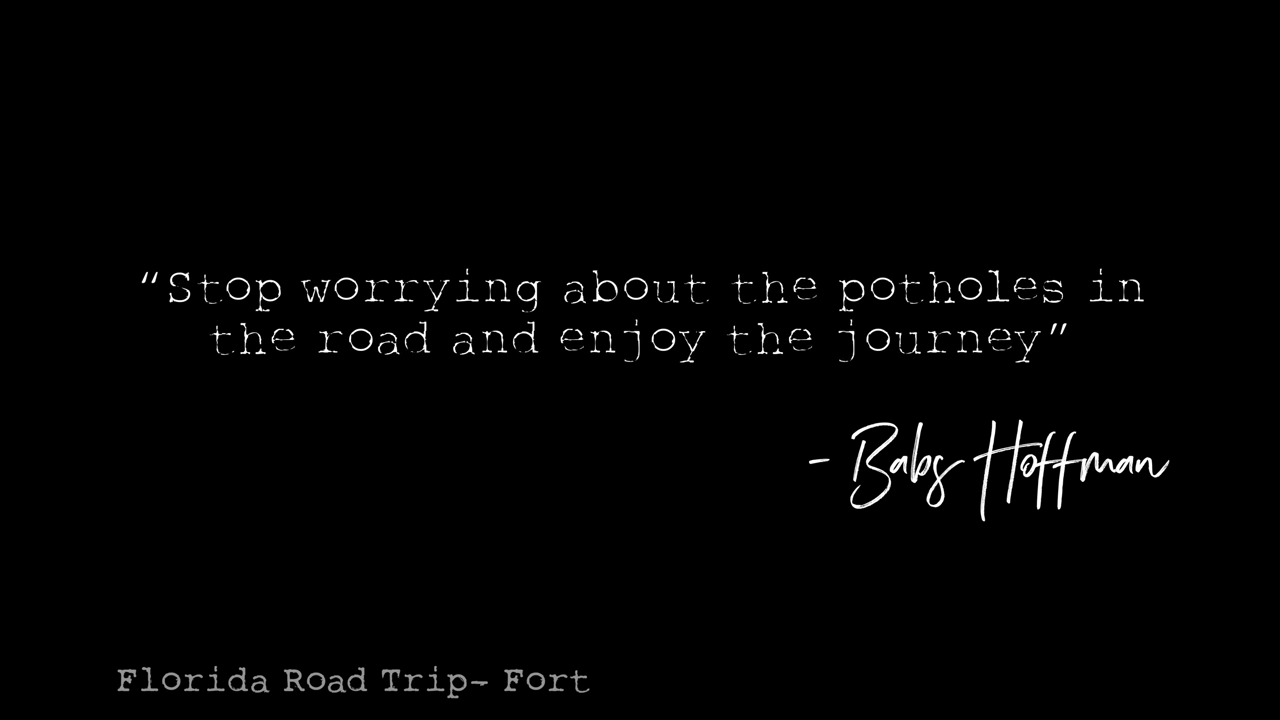 “Stop worrying about the potholes in
the road and enjoy the journey”
- Babs Hoffman
Florida Road Trip- Fort